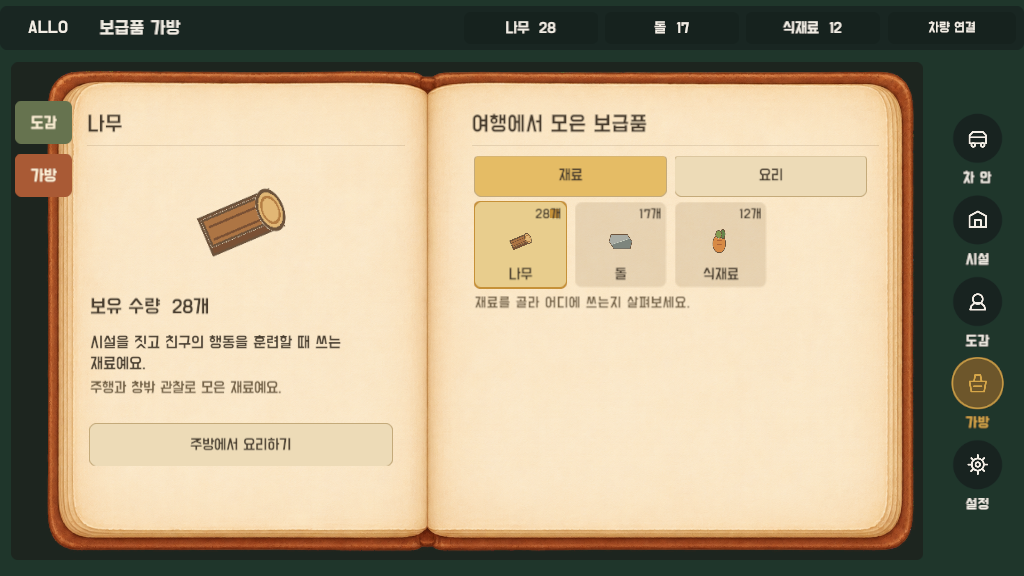 ALLO 보급품 가방 나무 28 돌 17 식재료 12 차량 연결
도감
가방
나무
보유 수량 28개
시설을 짓고 친구의 행동을 훈련할 때 쓰는
재료예요.
주행과 창밖 관찰로 모은 재료예요.
주방에서 요리하기
여행에서 모은 보급품
재료 요리
28개 17개 12개
나무 돌 식재료
재료를 골라 어디에 쓰는지 살펴보세요.
차 안
시설
도감
가방
설정